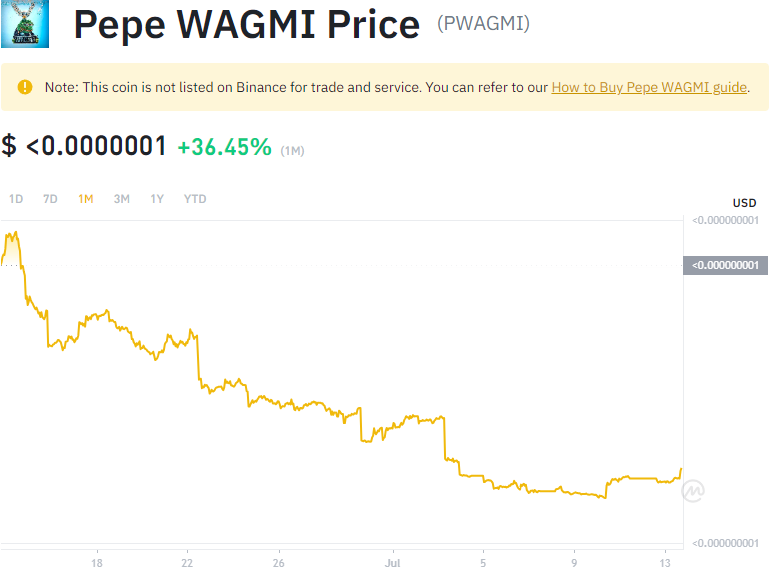 Pepe WAGMI Price (PWAGMI)
Note: This coin is not listed on Binance for trade and service. You can refer to our How to Buy Pepe WAGMI guide.
$ <0.0000001 +36.45% (1M)
1D 7D 1M 3M 1Y YTD
USD
<0.000000001
<0.000000001
<0.000000001
18 22 26 Jul 5 9 13